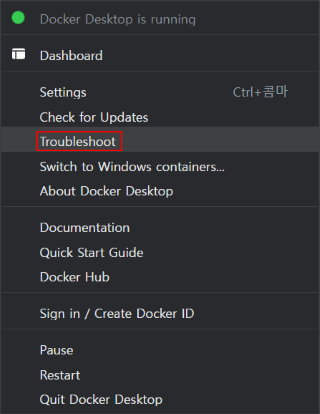 Docker Desktop is running
Dashboard
Settings Ctrl+콤마
Check for Updates
Troubleshoot
Switch to Windows containers...
About Docker Desktop
Documentation
Quick Start Guide
Docker Hub
Sign in / Create Docker ID
Pause
Restart
Quit Docker Desktop